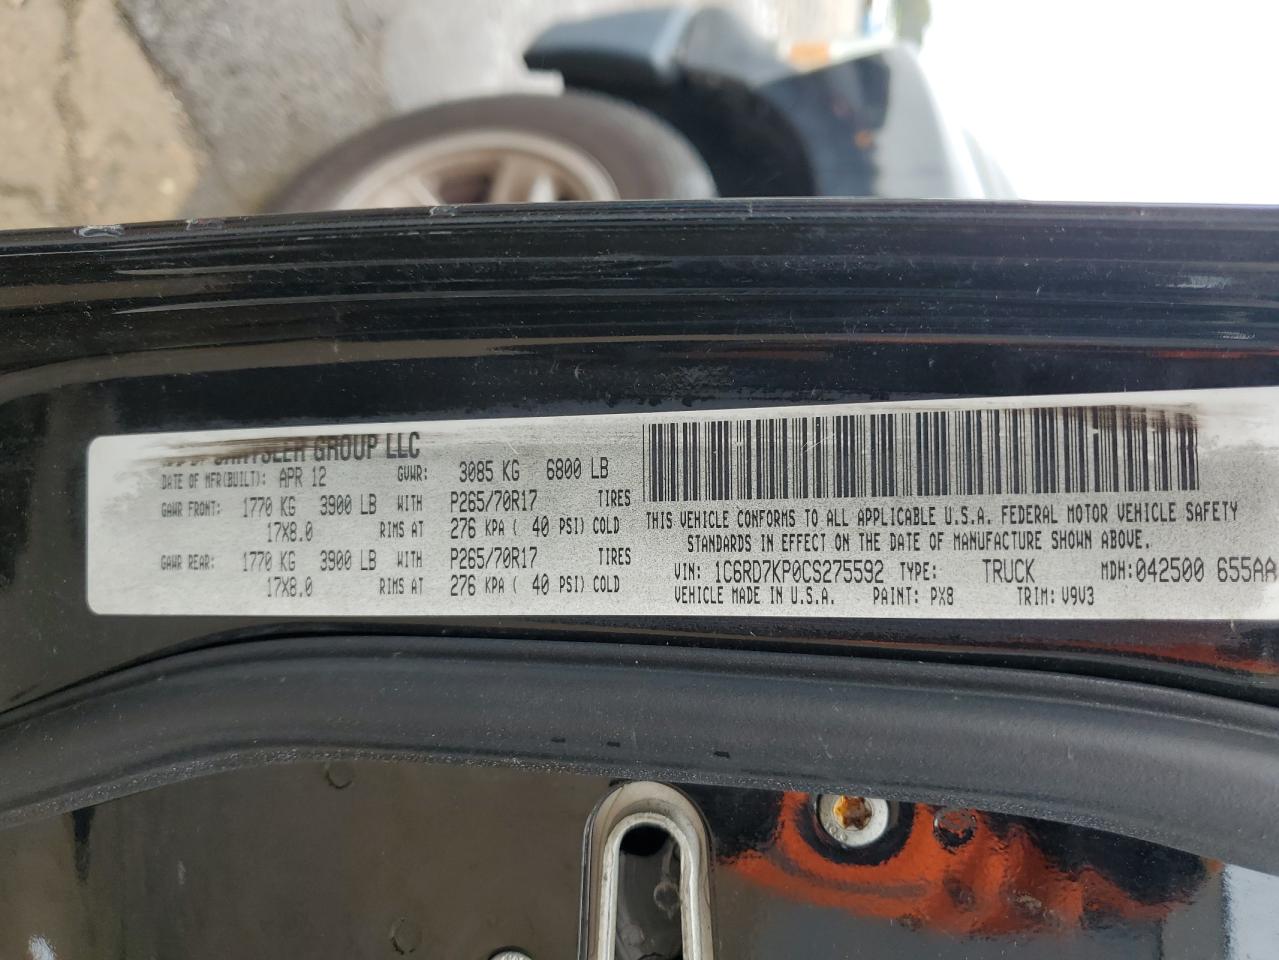 CHRYSLER GROUP LLC
DATE OF MFR(BUILT): APR 12 GVWR: 3085 KG 6800 LB
GAWR FRONT: 1770 KG 3900 LB WITH P265/70R17 TIRES
17X8.0 RIMS AT 276 KPA ( 40 PSI) COLD
GAWR REAR: 1770 KG 3900 LB WITH P265/70R17 TIRES
17X8.0 RIMS AT 276 KPA ( 40 PSI) COLD
THIS VEHICLE CONFORMS TO ALL APPLICABLE U.S.A. FEDERAL MOTOR VEHICLE SAFETY
STANDARDS IN EFFECT ON THE DATE OF MANUFACTURE SHOWN ABOVE.
VIN: 1C6RD7KP0CS275592 TYPE: TRUCK MDH:042500 655AA
VEHICLE MADE IN U.S.A. PAINT: PX8 TRIM: V9V3